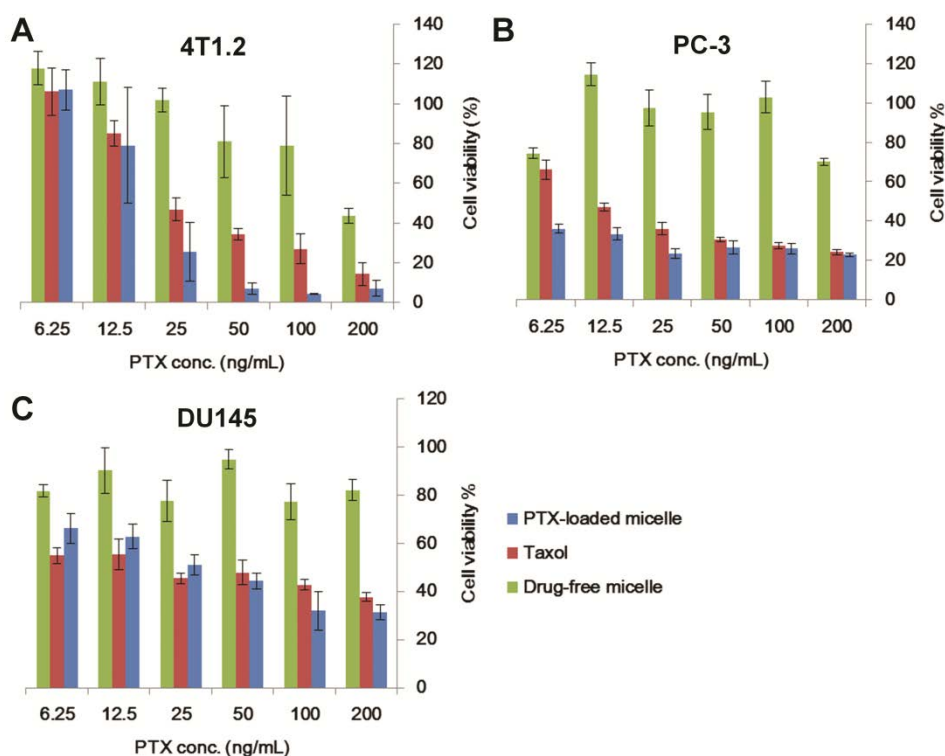 A
4T1.2
140
120
100
80
60
40
20
0
Cell viability (%)
6.25 12.5 25 50 100 200
PTX conc. (ng/mL)
B
PC-3
140
120
100
80
60
40
20
0
Cell viability %
6.25 12.5 25 50 100 200
PTX conc. (ng/mL)
C
DU145
120
100
80
60
40
20
0
Cell viability %
6.25 12.5 25 50 100 200
PTX conc. (ng/mL)
PTX-loaded micelle
Taxol
Drug-free micelle